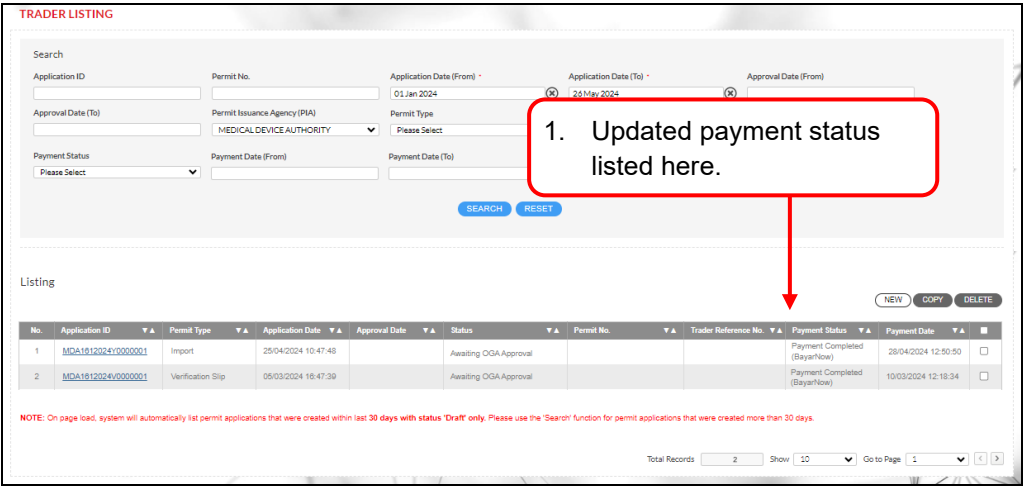 TRADER LISTING
Search
Application ID
Permit No.
Application Date (From) *
Application Date (To) *
Approval Date (From)
01 Jan 2024
26 May 2024
Approval Date (To)
Permit Issuance Agency (PIA)
Permit Type
MEDICAL DEVICE AUTHORITY
Please Select
1. Updated payment status
listed here.
Payment Status
Payment Date (From)
Payment Date (To)
Please Select
SEARCH RESET
Listing
NEW COPY DELETE
No. Application ID ▼▲ Permit Type ▼▲ Application Date ▼▲ Approval Date ▼▲ Status ▼▲ Permit No. ▼▲ Trader Reference No. ▼▲ Payment Status ▼▲ Payment Date ▼▲
1 MDA1612024Y0000001 Import 25/04/2024 10:47:48 Awaiting OGA Approval Payment Completed (BayarNow) 28/04/2024 12:50:50
2 MDA1612024V0000001 Verification Slip 05/03/2024 16:47:39 Awaiting OGA Approval Payment Completed (BayarNow) 10/03/2024 12:18:34
NOTE: On page load, system will automatically list permit applications that were created within last 30 days with status 'Draft' only. Please use the 'Search' function for permit applications that were created more than 30 days.
Total Records 2 Show 10 Go to Page 1 < >